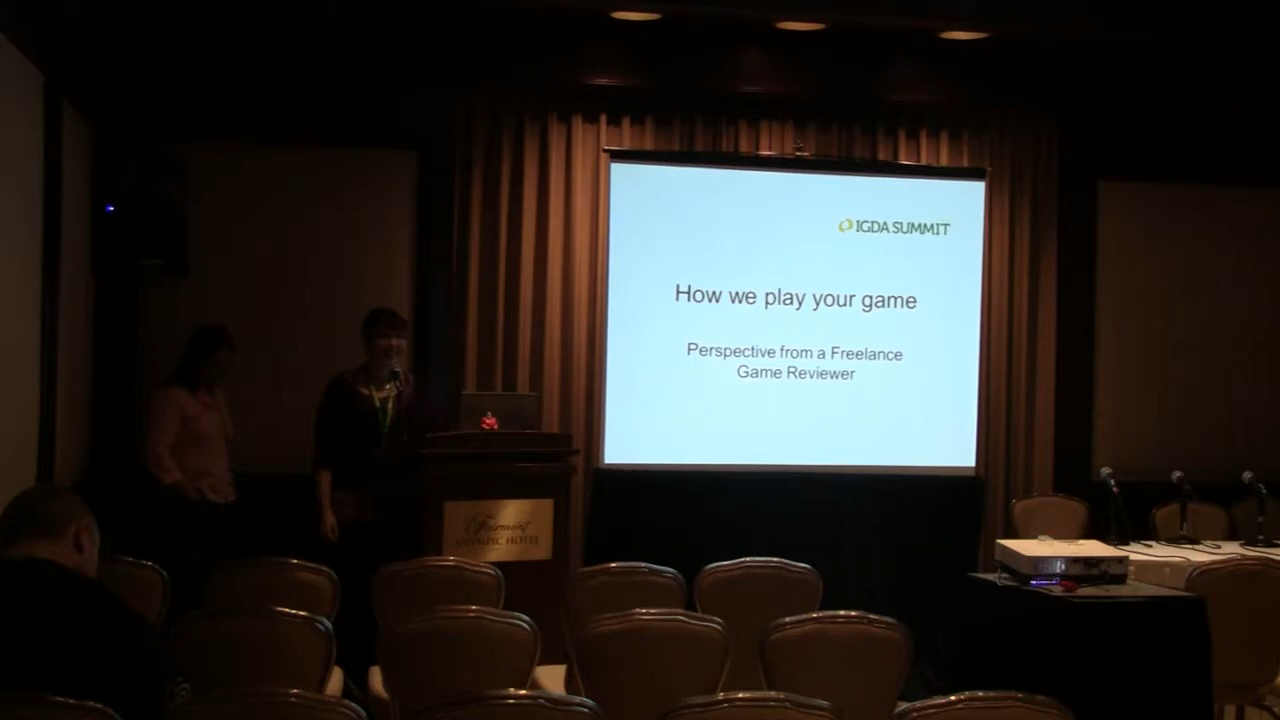 IGDA SUMMIT
How we play your game
Perspective from a Freelance
Game Reviewer
Fairmont
OLYMPIC HOTEL